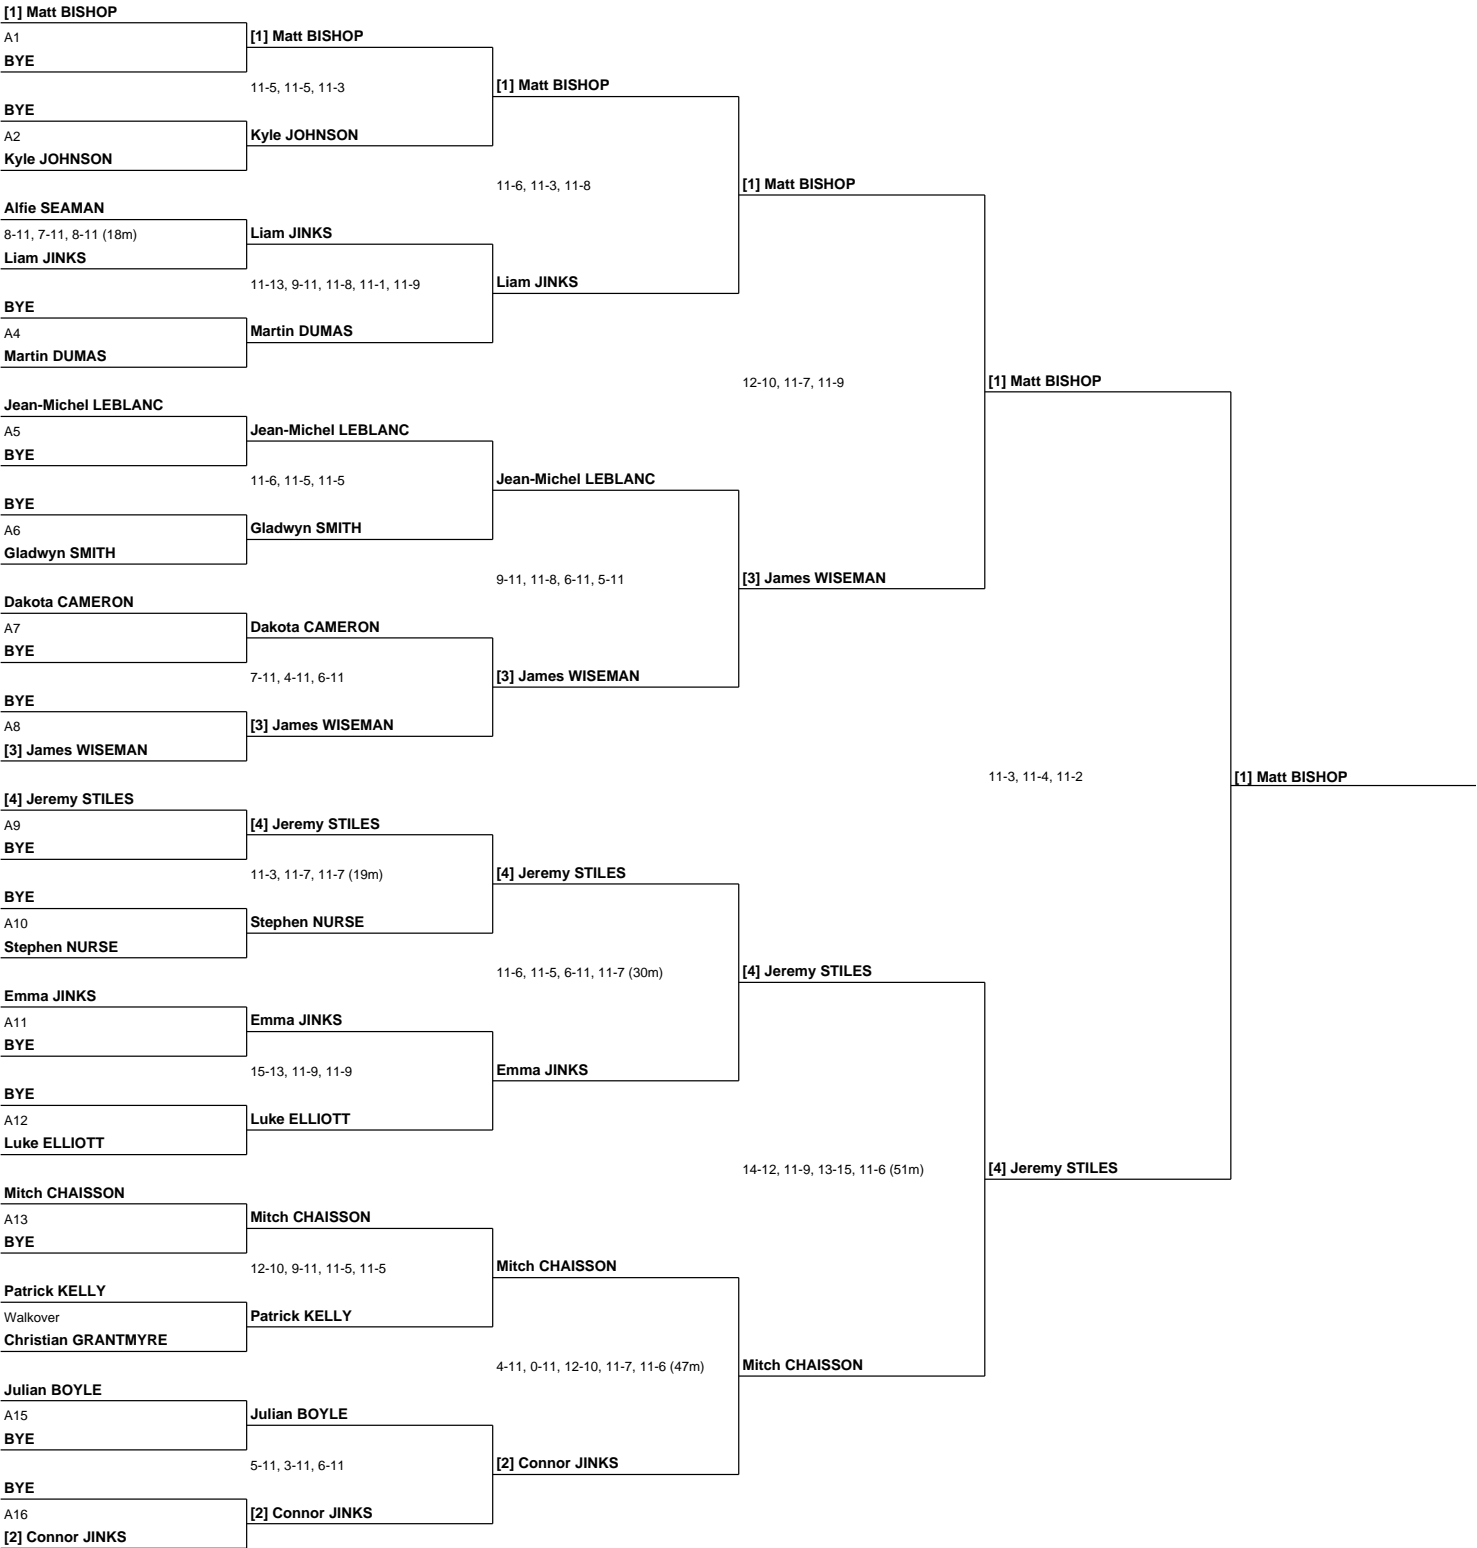 [1] Matt BISHOP
A1
BYE
BYE
A2
Kyle JOHNSON
Alfie SEAMAN
8-11, 7-11, 8-11 (18m)
Liam JINKS
BYE
A4
Martin DUMAS
Jean-Michel LEBLANC
A5
BYE
BYE
A6
Gladwyn SMITH
Dakota CAMERON
A7
BYE
BYE
A8
[3] James WISEMAN
[4] Jeremy STILES
A9
BYE
BYE
A10
Stephen NURSE
Emma JINKS
A11
BYE
BYE
A12
Luke ELLIOTT
Mitch CHAISSON
A13
BYE
Patrick KELLY
Walkover
Christian GRANTMYRE
Julian BOYLE
A15
BYE
BYE
A16
[2] Connor JINKS
[1] Matt BISHOP
11-5, 11-5, 11-3
Kyle JOHNSON
Liam JINKS
11-13, 9-11, 11-8, 11-1, 11-9
Martin DUMAS
Jean-Michel LEBLANC
11-6, 11-5, 11-5
Gladwyn SMITH
Dakota CAMERON
7-11, 4-11, 6-11
[3] James WISEMAN
[4] Jeremy STILES
11-3, 11-7, 11-7 (19m)
Stephen NURSE
Emma JINKS
15-13, 11-9, 11-9
Luke ELLIOTT
Mitch CHAISSON
12-10, 9-11, 11-5, 11-5
Patrick KELLY
Julian BOYLE
5-11, 3-11, 6-11
[2] Connor JINKS
[1] Matt BISHOP
11-6, 11-3, 11-8
Liam JINKS
Jean-Michel LEBLANC
9-11, 11-8, 6-11, 5-11
[3] James WISEMAN
[4] Jeremy STILES
11-6, 11-5, 6-11, 11-7 (30m)
Emma JINKS
Mitch CHAISSON
4-11, 0-11, 12-10, 11-7, 11-6 (47m)
[2] Connor JINKS
[1] Matt BISHOP
12-10, 11-7, 11-9
[3] James WISEMAN
[4] Jeremy STILES
14-12, 11-9, 13-15, 11-6 (51m)
Mitch CHAISSON
[1] Matt BISHOP
11-3, 11-4, 11-2
[4] Jeremy STILES
[1] Matt BISHOP